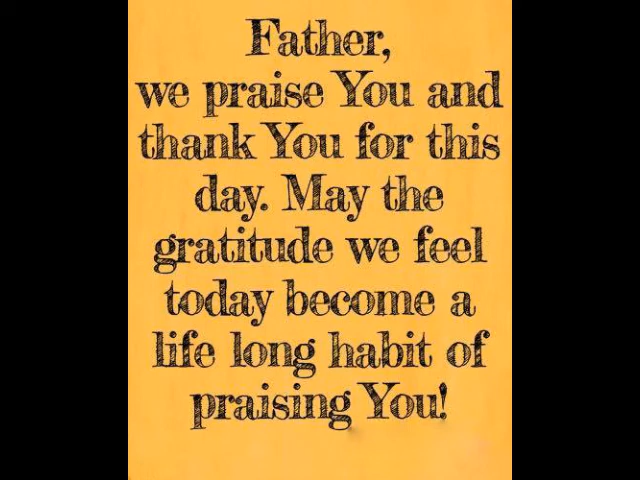 Father,
we praise You and
thank You for this
day. May the
gratitude we feel
today become a
life long habit of
praising You!